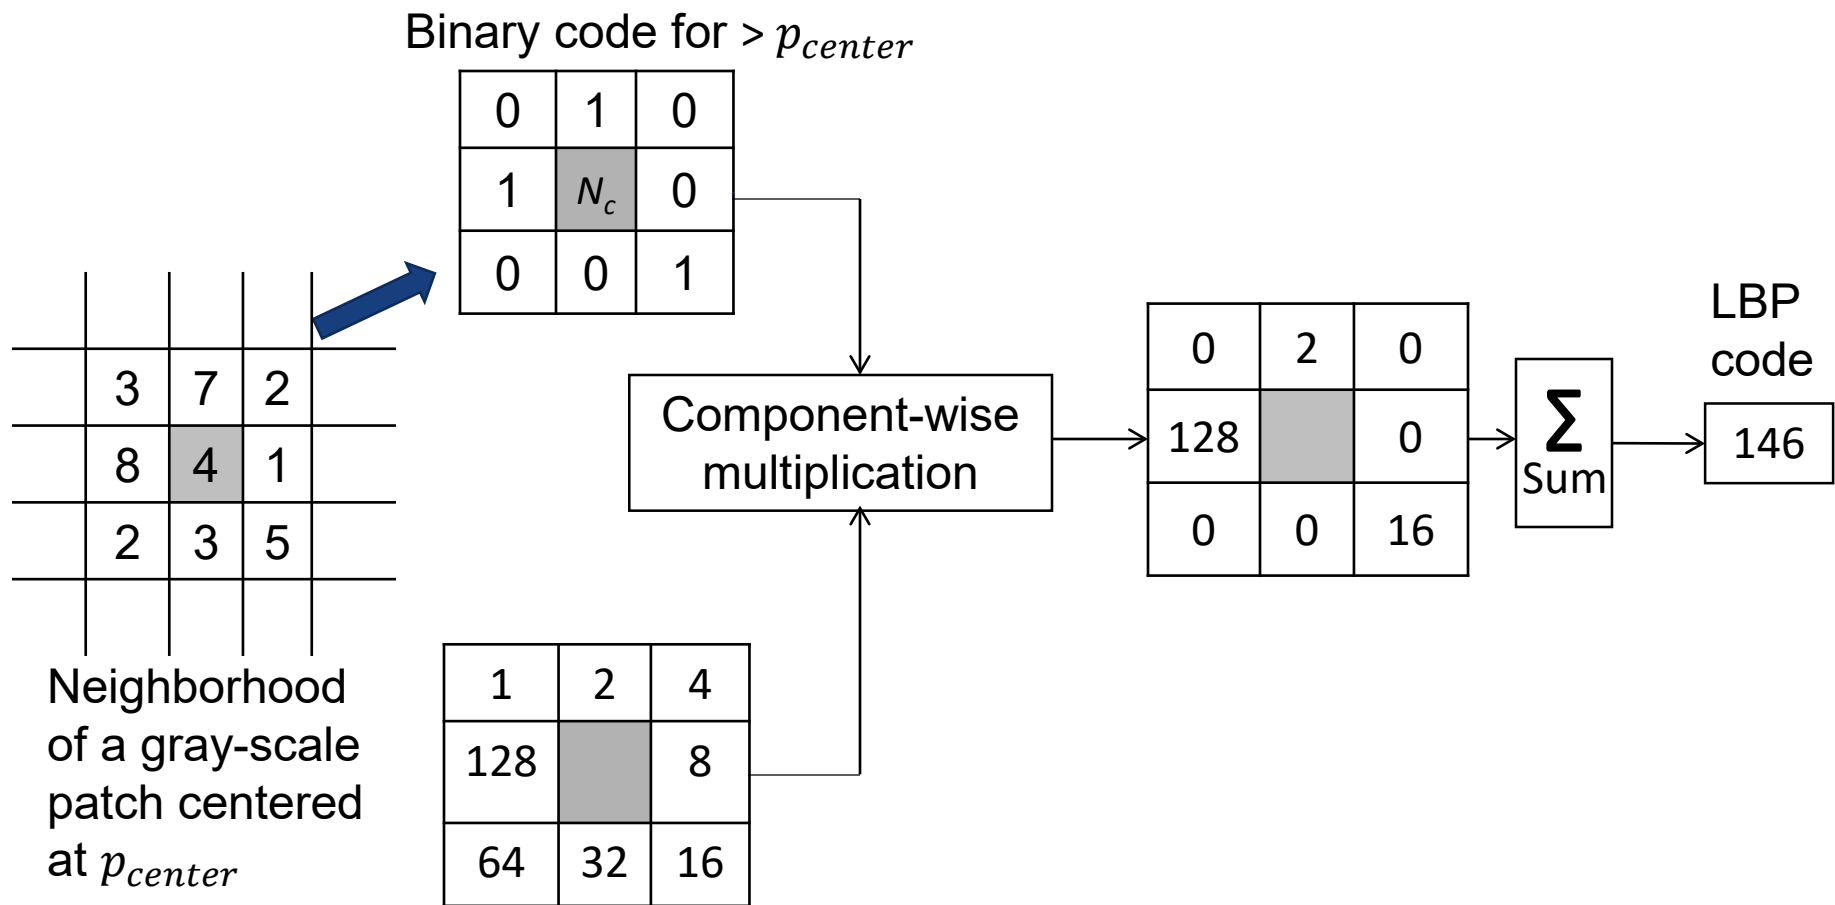 Binary code for > p_center
0 1 0
1 N_c 0
0 0 1
3 7 2
8 4 1
2 3 5
Neighborhood
of a gray-scale
patch centered
at p_center
1 2 4
128 8
64 32 16
Component-wise
multiplication
0 2 0
128 0
0 0 16
Σ
Sum
LBP
code
146